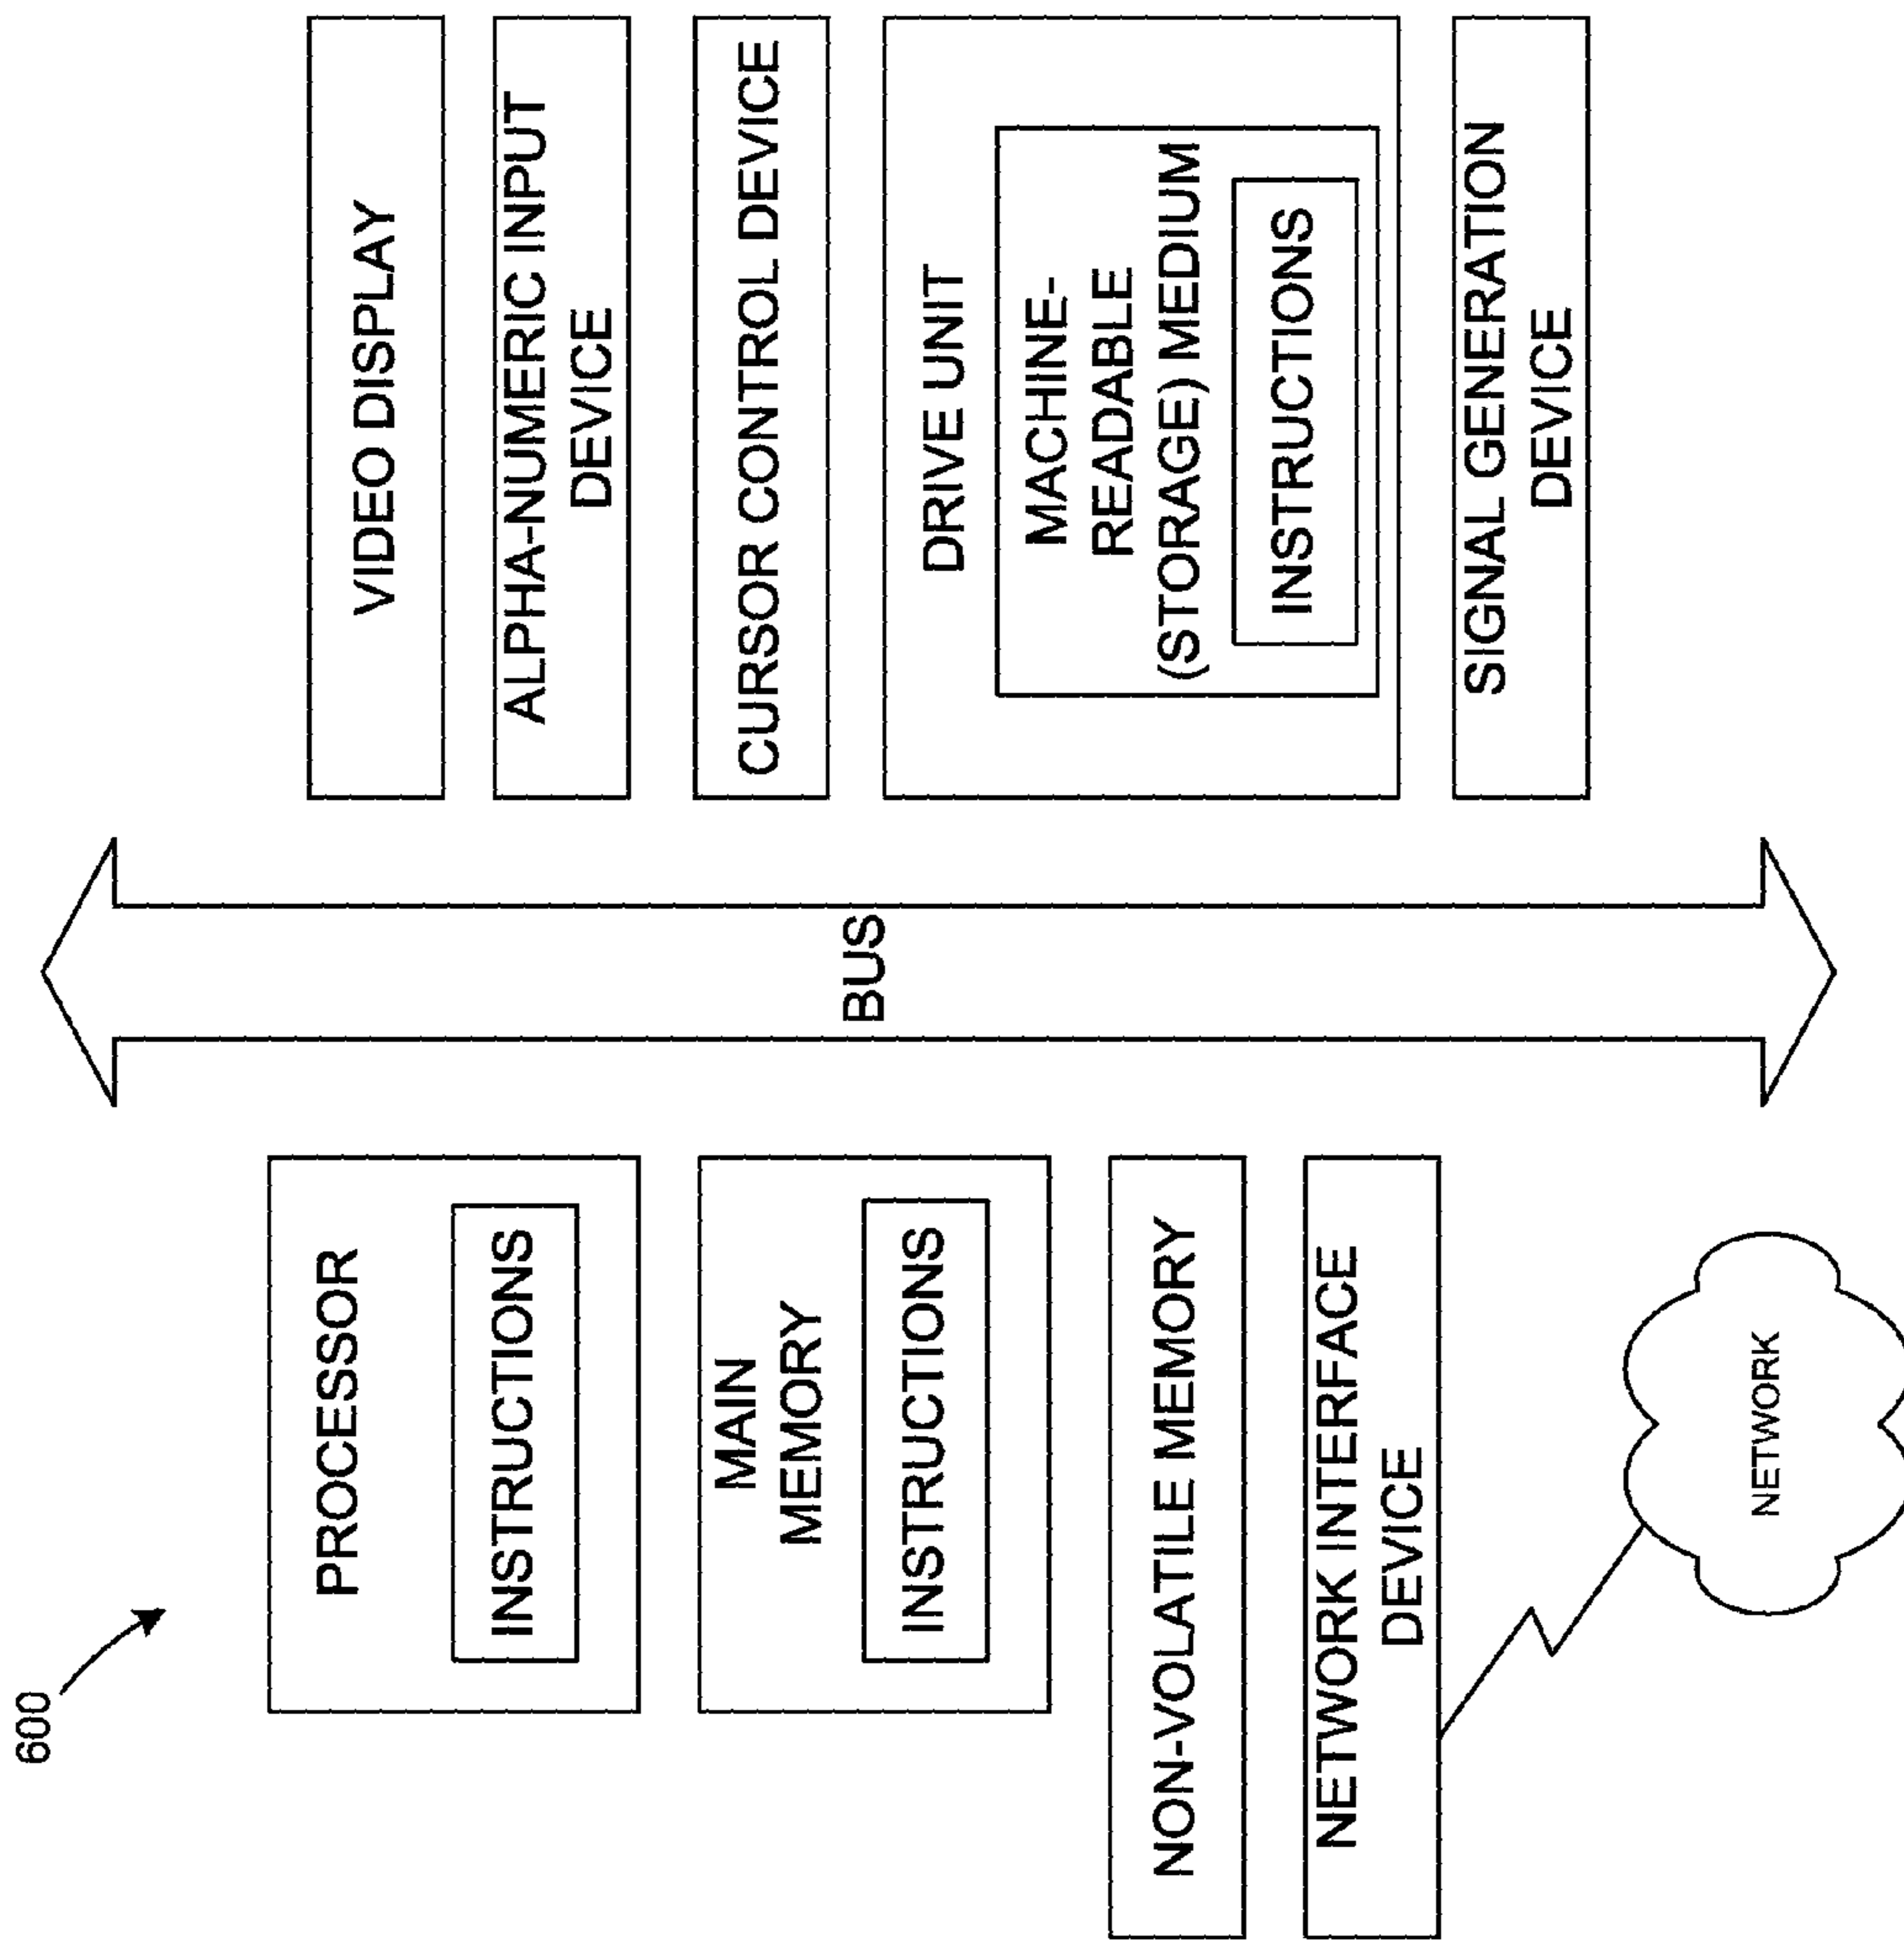 600
PROCESSOR
INSTRUCTIONS
MAIN
MEMORY
INSTRUCTIONS
NON-VOLATILE MEMORY
NETWORK INTERFACE
DEVICE
NETWORK
BUS
VIDEO DISPLAY
ALPHA-NUMERIC INPUT
DEVICE
CURSOR CONTROL DEVICE
DRIVE UNIT
MACHINE-
READABLE
(STORAGE) MEDIUM
INSTRUCTIONS
SIGNAL GENERATION
DEVICE